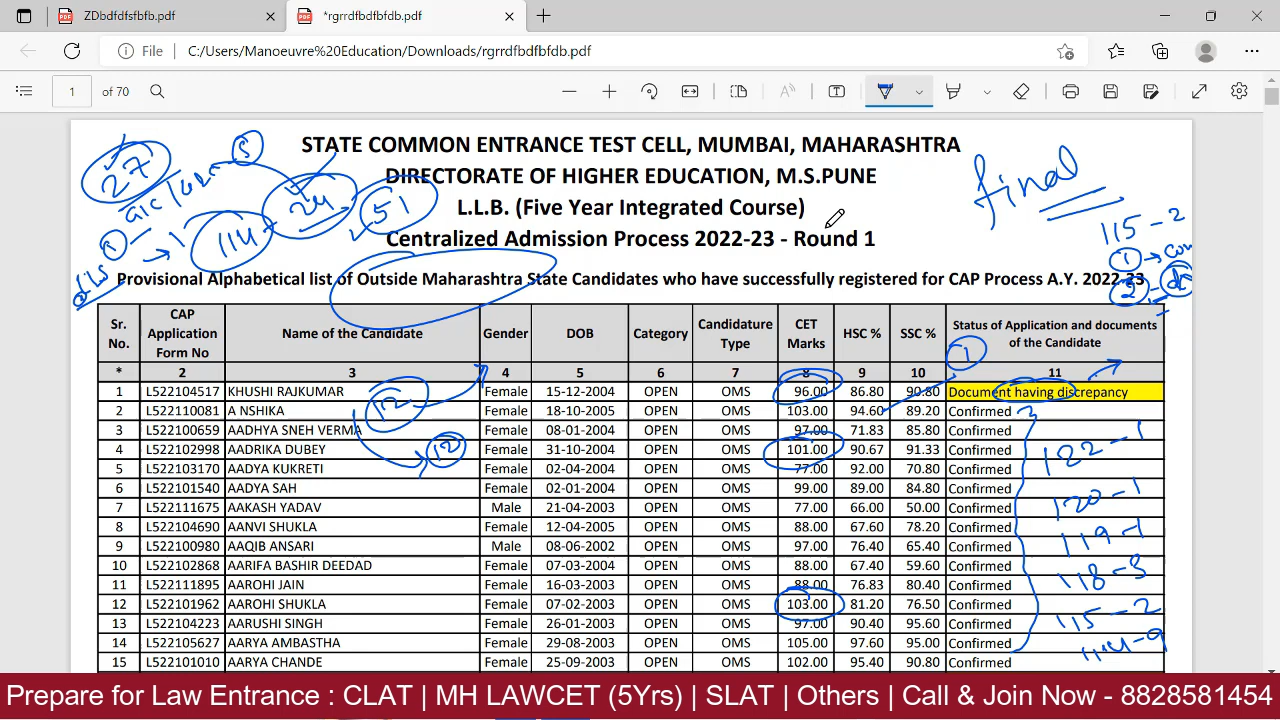 ZDbdfdfsfbfb.pdf
*rgrrdfbdfbfdb.pdf
File C:/Users/Manoeuvre%20Education/Downloads/rgrrdfbdfbfdb.pdf
1 of 70
STATE COMMON ENTRANCE TEST CELL, MUMBAI, MAHARASHTRA
DIRECTORATE OF HIGHER EDUCATION, M.S.PUNE
L.L.B. (Five Year Integrated Course)
Centralized Admission Process 2022-23 - Round 1
Provisional Alphabetical list of Outside Maharashtra State Candidates who have successfully registered for CAP Process A.Y. 2022-23
27
5
24
51
114
1
final
115 - 2
1
2
Sr. No. CAP Application Form No Name of the Candidate Gender DOB Category Candidature Type CET Marks HSC % SSC % Status of Application and documents of the Candidate
* 2 3 4 5 6 7 8 9 10 11
1 L522104517 KHUSHI RAJKUMAR Female 15-12-2004 OPEN OMS 96.00 86.80 90.80 Document having discrepancy
2 L522110081 A NSHIKA Female 18-10-2005 OPEN OMS 103.00 94.60 89.20 Confirmed
3 L522100659 AADHYA SNEH VERMA Female 08-01-2004 OPEN OMS 97.00 71.83 85.80 Confirmed
4 L522102998 AADRIKA DUBEY Female 31-10-2004 OPEN OMS 101.00 90.67 91.33 Confirmed
5 L522103170 AADYA KUKRETI Female 02-04-2004 OPEN OMS 77.00 92.00 70.80 Confirmed
6 L522101540 AADYA SAH Female 02-01-2004 OPEN OMS 99.00 89.00 84.80 Confirmed
7 L522111675 AAKASH YADAV Male 21-04-2003 OPEN OMS 77.00 66.00 50.00 Confirmed
8 L522104690 AANVI SHUKLA Female 12-04-2005 OPEN OMS 88.00 67.60 78.20 Confirmed
9 L522100980 AAQIB ANSARI Male 08-06-2002 OPEN OMS 97.00 76.40 65.40 Confirmed
10 L522102868 AARIFA BASHIR DEEDAD Female 07-03-2004 OPEN OMS 88.00 67.40 59.60 Confirmed
11 L522111895 AAROHI JAIN Female 16-03-2003 OPEN OMS 88.00 76.83 80.40 Confirmed
12 L522101962 AAROHI SHUKLA Female 07-02-2003 OPEN OMS 103.00 81.20 76.50 Confirmed
13 L522104223 AARUSHI SINGH Female 26-01-2003 OPEN OMS 97.00 90.40 95.60 Confirmed
14 L522105627 AARYA AMBASTHA Female 29-08-2003 OPEN OMS 105.00 97.60 95.00 Confirmed
15 L522101010 AARYA CHANDE Female 25-09-2003 OPEN OMS 102.00 95.40 90.80 Confirmed
1
12
12
122 - 1
120 - 1
119 - 1
118 - 3
115 - 2
114 - 9
Prepare for Law Entrance : CLAT | MH LAWCET (5Yrs) | SLAT | Others | Call & Join Now - 8828581454